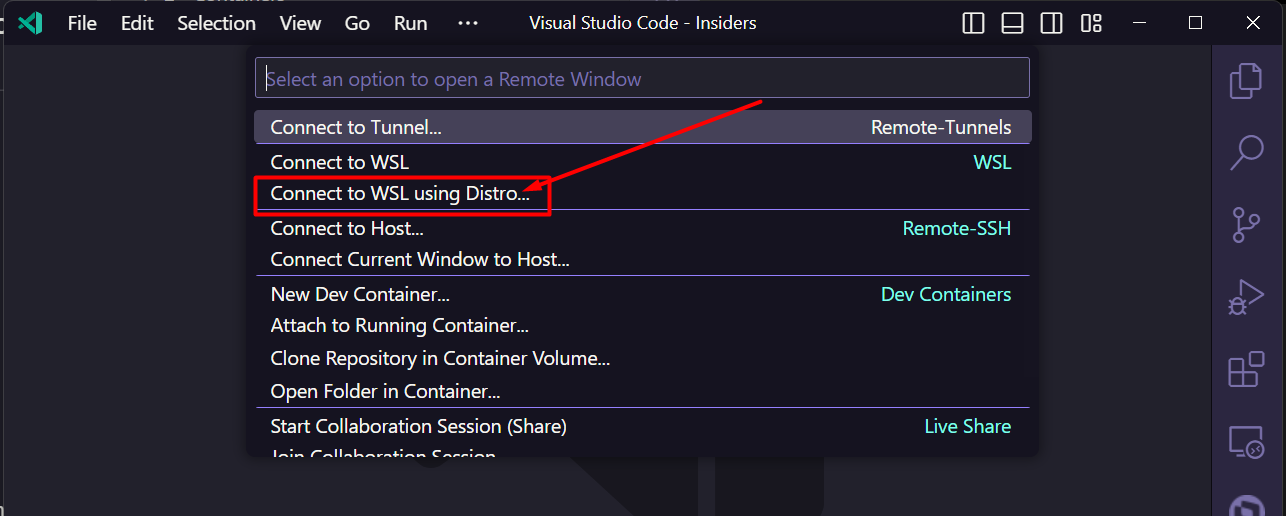 File Edit Selection View Go Run ··· Visual Studio Code - Insiders
Select an option to open a Remote Window
Connect to Tunnel... Remote-Tunnels
Connect to WSL WSL
Connect to WSL using Distro...
Connect to Host... Remote-SSH
Connect Current Window to Host...
New Dev Container... Dev Containers
Attach to Running Container...
Clone Repository in Container Volume...
Open Folder in Container...
Start Collaboration Session (Share) Live Share
Join Collaboration Session